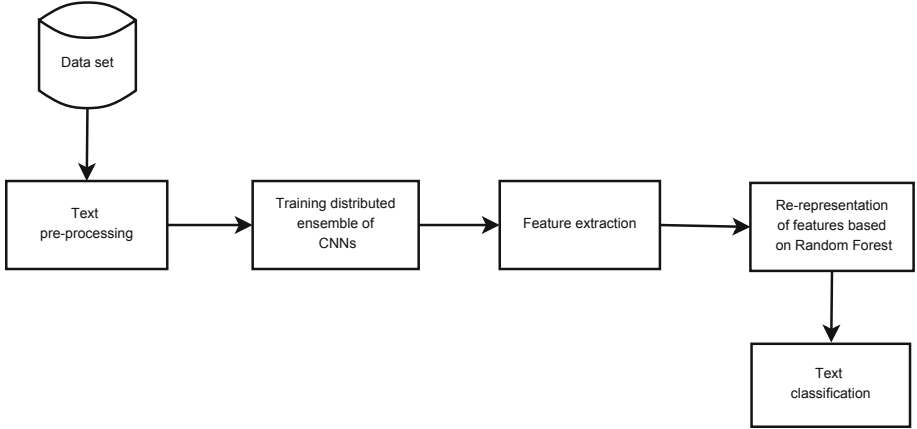 Data set
Text
pre-processing
Training distributed
ensemble of
CNNs
Feature extraction
Re-representation
of features based
on Random Forest
Text
classification